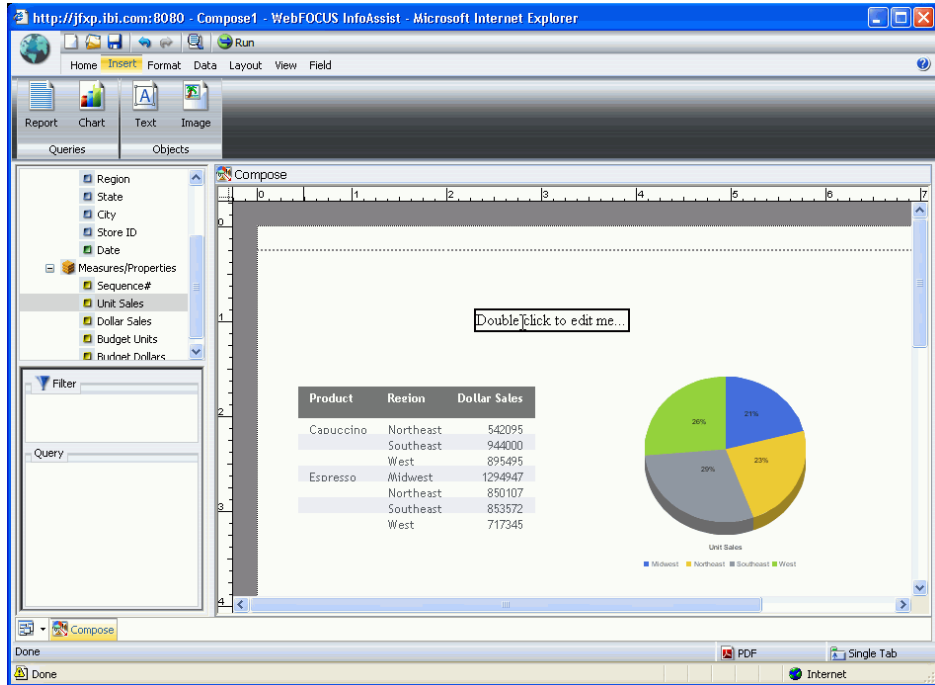 http://jfxp.ibi.com:8080 - Compose1 - WebFOCUS InfoAssist - Microsoft Internet Explorer
Run
Home Insert Format Data Layout View Field
Report Chart Text Image
Queries Objects
Region
State
City
Store ID
Date
Measures/Properties
Sequence#
Unit Sales
Dollar Sales
Budget Units
Budget Dollars
Filter
Query
Compose
0 1 2 3 4 5 6 7
0
1
2
3
4
Double click to edit me...
Product Region Dollar Sales
Capuccino Northeast 542095
Southeast 944000
West 895495
Espresso Midwest 1294947
Northeast 850107
Southeast 853572
West 717345
26% 21%
29% 23%
Unit Sales
Midwest Northeast Southeast West
Compose
Done PDF Single Tab
Done Internet